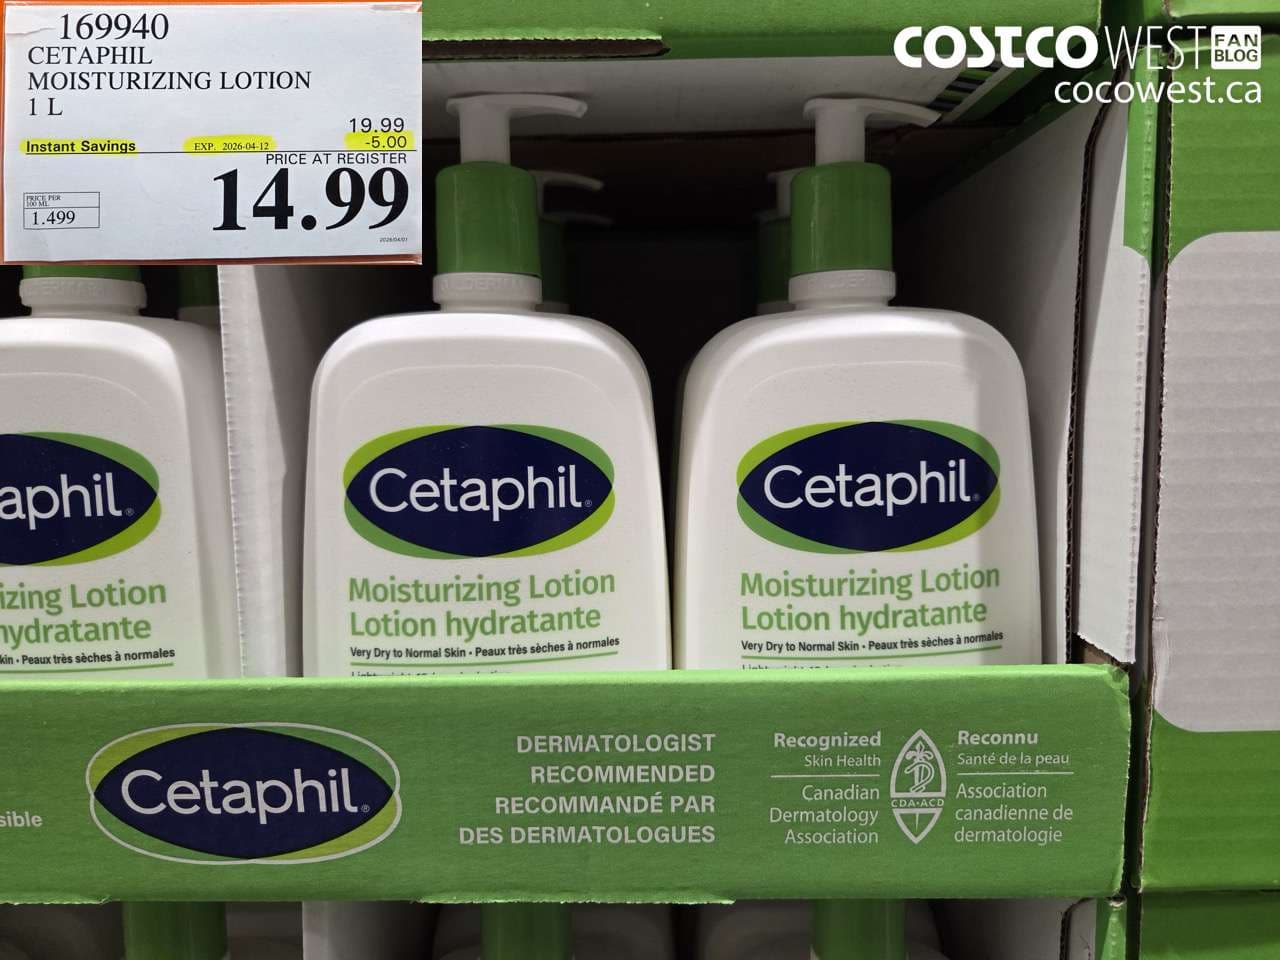 169940
CETAPHIL
MOISTURIZING LOTION
1 L
19.99
Instant Savings EXP. 2026-04-12 -5.00
PRICE AT REGISTER
14.99
PRICE PER
100 ML
1.499
2026/04/01
COSTCO WEST FAN BLOG
cocowest.ca
aphil®
izing Lotion
hydratante
kin • Peaux très sèches à normales
Cetaphil®
Moisturizing Lotion
Lotion hydratante
Very Dry to Normal Skin • Peaux très sèches à normales
Cetaphil®
Moisturizing Lotion
Lotion hydratante
Very Dry to Normal Skin • Peaux très sèches à normales
sible
Cetaphil®
DERMATOLOGIST
RECOMMENDED
RECOMMANDÉ PAR
DES DERMATOLOGUES
Recognized
Skin Health
Canadian
Dermatology
Association
CDA•ACD
Reconnu
Santé de la peau
Association
canadienne de
dermatologie